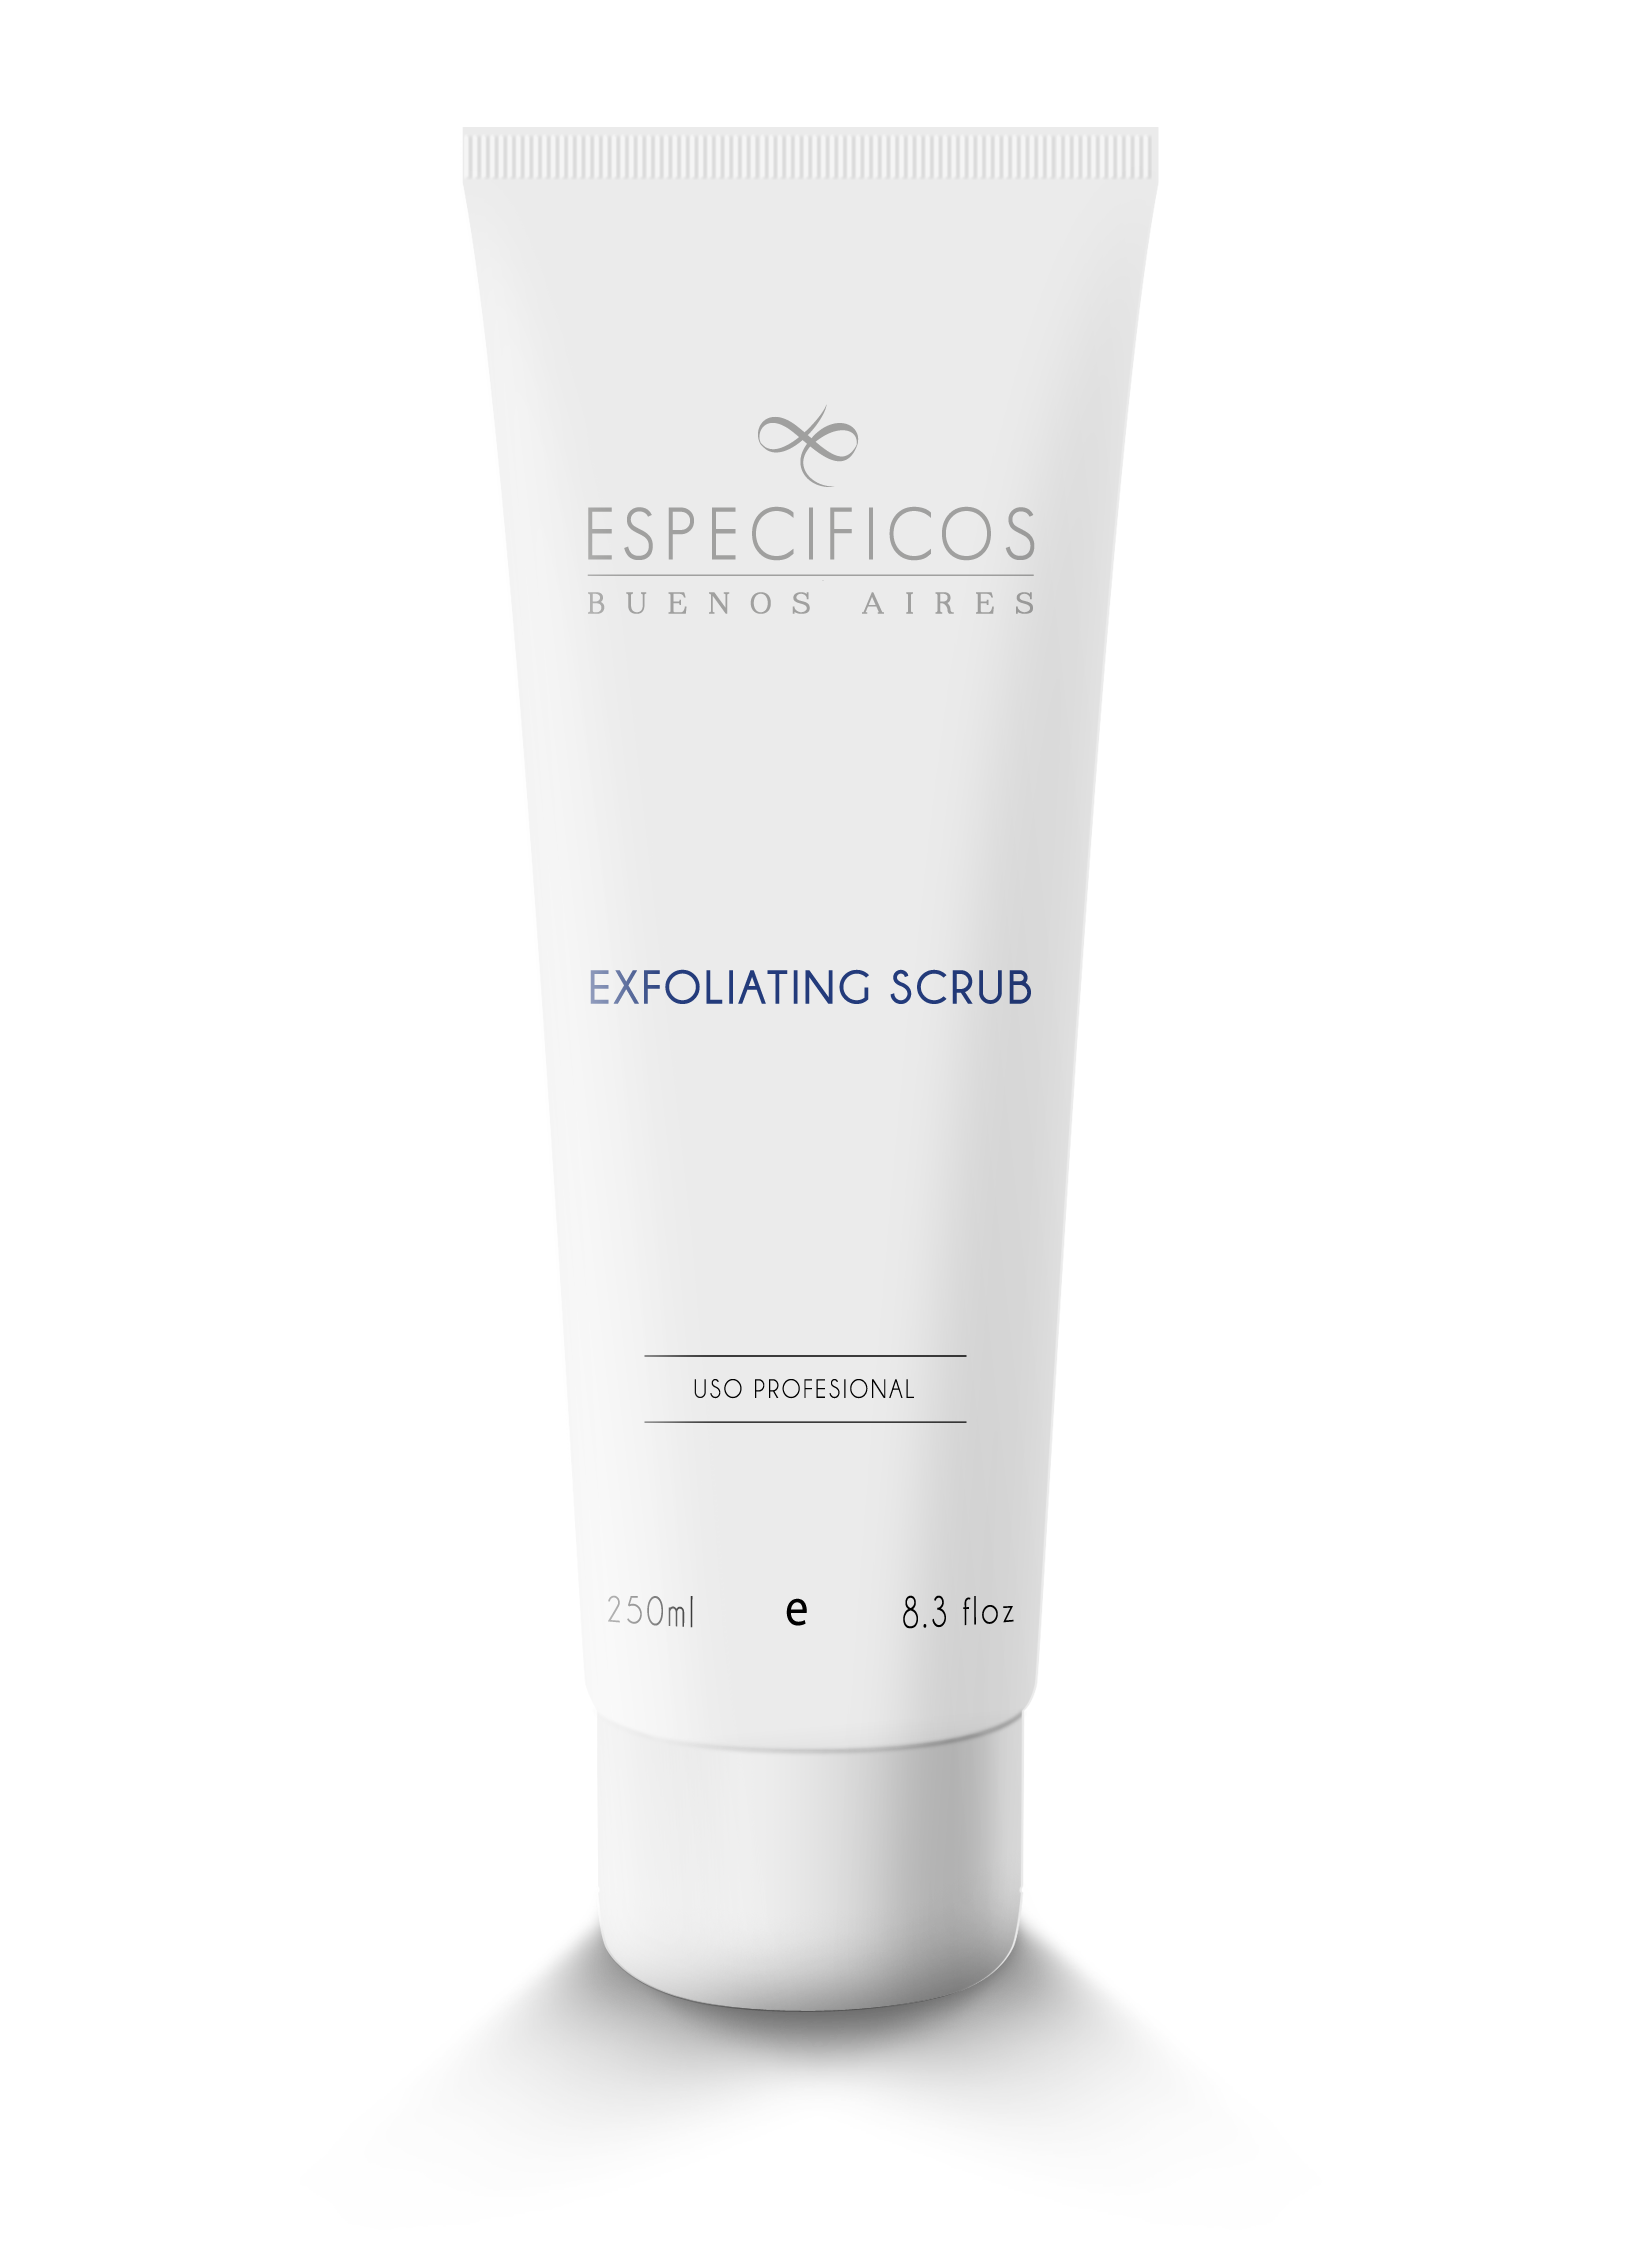 ESPECIFICOS
BUENOS AIRES
EXFOLIATING SCRUB
USO PROFESIONAL
250ml e 8.3 floz